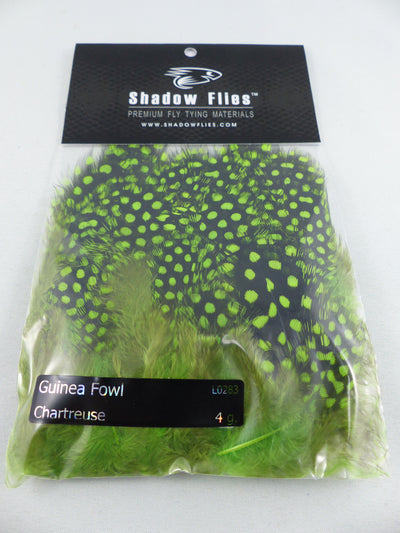 Shadow Flies™
PREMIUM FLY TYING MATERIALS
WWW.SHADOWFLIES.COM
Guinea Fowl L0283
Chartreuse 4 g.